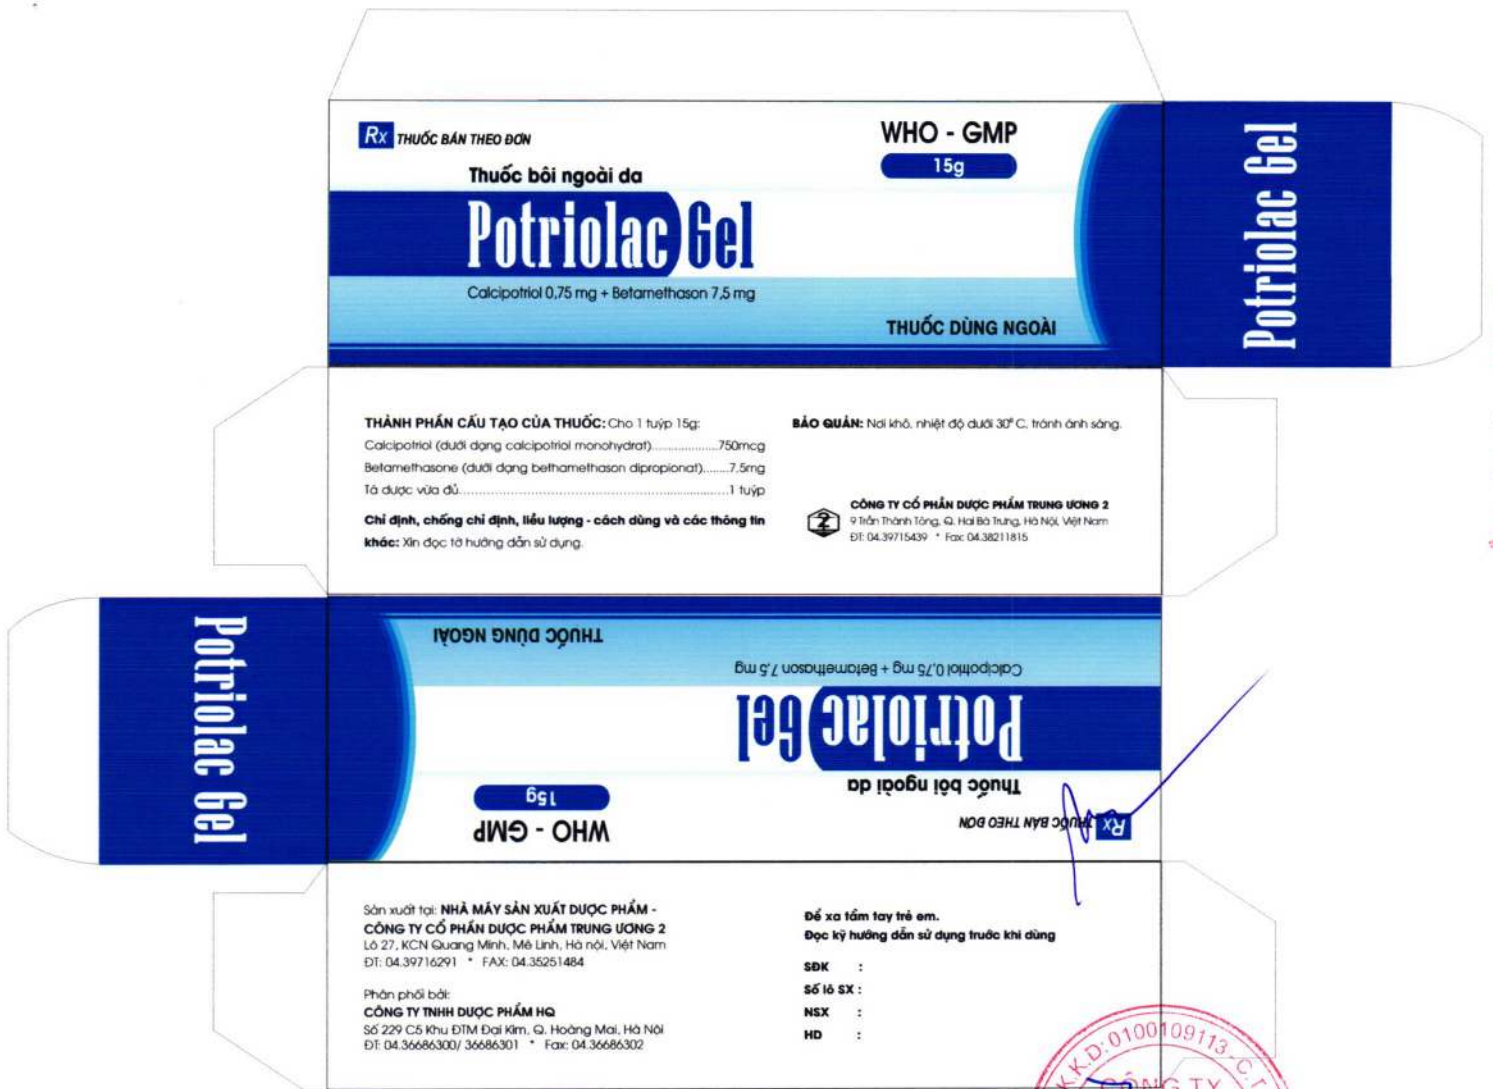 Rx THUỐC BÁN THEO ĐƠN
WHO - GMP
15g
Thuốc bôi ngoài da
Potriolac Gel
Calcipotriol 0,75 mg + Betamethason 7,5 mg
THUỐC DÙNG NGOÀI
Potriolac Gel
THÀNH PHẦN CẤU TẠO CỦA THUỐC: Cho 1 tuýp 15g:
Calcipotriol (dưới dạng calcipotriol monohydrat)...................750mcg
Betamethasone (dưới dạng bethamethason dipropionat)........7,5mg
Tá dược vừa đủ..............................................................................1 tuýp
Chỉ định, chống chỉ định, liều lượng - cách dùng và các thông tin
khác: Xin đọc tờ hướng dẫn sử dụng.
BẢO QUẢN: Nơi khô, nhiệt độ dưới 30° C, tránh ánh sáng.
2
CÔNG TY CỔ PHẦN DƯỢC PHẨM TRUNG ƯƠNG 2
9 Trần Thánh Tông, Q. Hai Bà Trưng, Hà Nội, Việt Nam
ĐT: 04.39715439 * Fax: 04.38211815
Potriolac Gel
Rx THUỐC BÁN THEO ĐƠN
WHO - GMP
15g
Thuốc bôi ngoài da
Potriolac Gel
Calcipotriol 0,75 mg + Betamethason 7,5 mg
THUỐC DÙNG NGOÀI
Sản xuất tại: NHÀ MÁY SẢN XUẤT DƯỢC PHẨM -
CÔNG TY CỔ PHẦN DƯỢC PHẨM TRUNG ƯƠNG 2
Lô 27, KCN Quang Minh, Mê Linh, Hà nội, Việt Nam
ĐT: 04.39716291 * FAX: 04.35251484
Phân phối bởi:
CÔNG TY TNHH DƯỢC PHẨM HQ
Số 229 C5 Khu ĐTM Đại Kim, Q. Hoàng Mai, Hà Nội
ĐT: 04.36686300/ 36686301 * Fax: 04.36686302
Để xa tầm tay trẻ em.
Đọc kỹ hướng dẫn sử dụng trước khi dùng
SĐK :
Số lô SX :
NSX :
HD :
K.K.D: 0100109113 - C.T
CÔNG TY